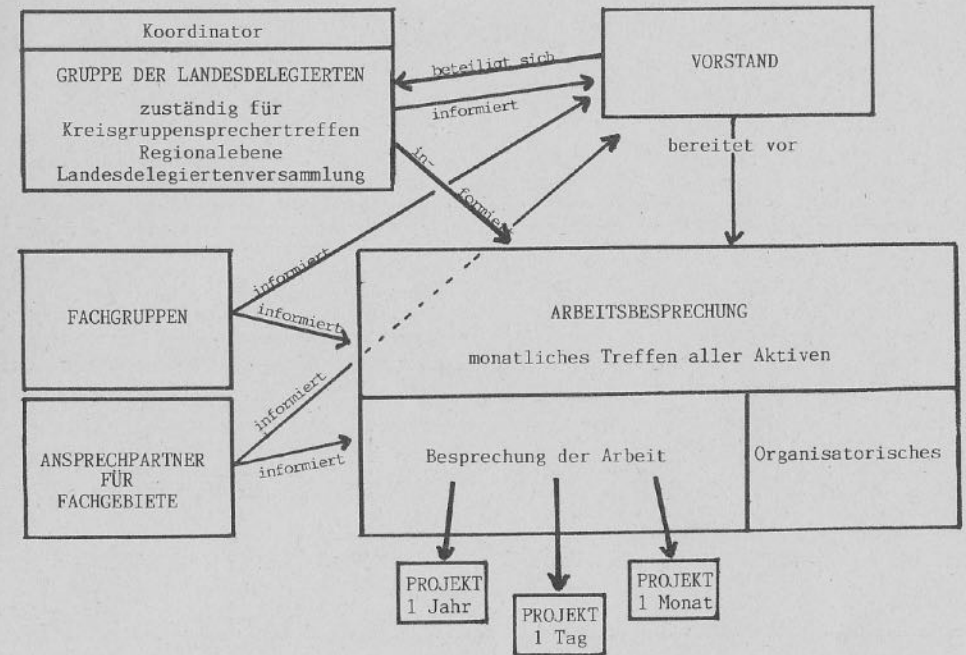 Koordinator
GRUPPE DER LANDESDELEGIERTEN
zuständig für
Kreisgruppensprechertreffen
Regionalebene
Landesdelegiertenversammlung
beteiligt sich
informiert
in-
formiert
VORSTAND
bereitet vor
FACHGRUPPEN
informiert
informiert
ANSPRECHPARTNER
FÜR
FACHGEBIETE
informiert
informiert
ARBEITSBESPRECHUNG
monatliches Treffen aller Aktiven
Besprechung der Arbeit
Organisatorisches
PROJEKT
1 Jahr
PROJEKT
1 Tag
PROJEKT
1 Monat